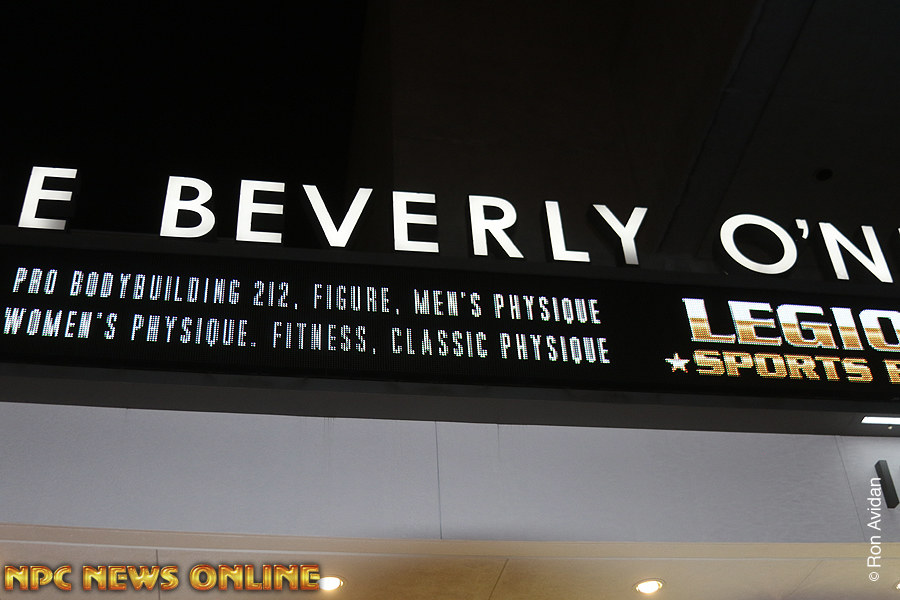 E BEVERLY O'N
PRO BODYBUILDING 212, FIGURE, MEN'S PHYSIQUE
WOMEN'S PHYSIQUE, FITNESS, CLASSIC PHYSIQUE
LEGIO
★SPORTS
© Ron Avidan
NPC NEWS ONLINE